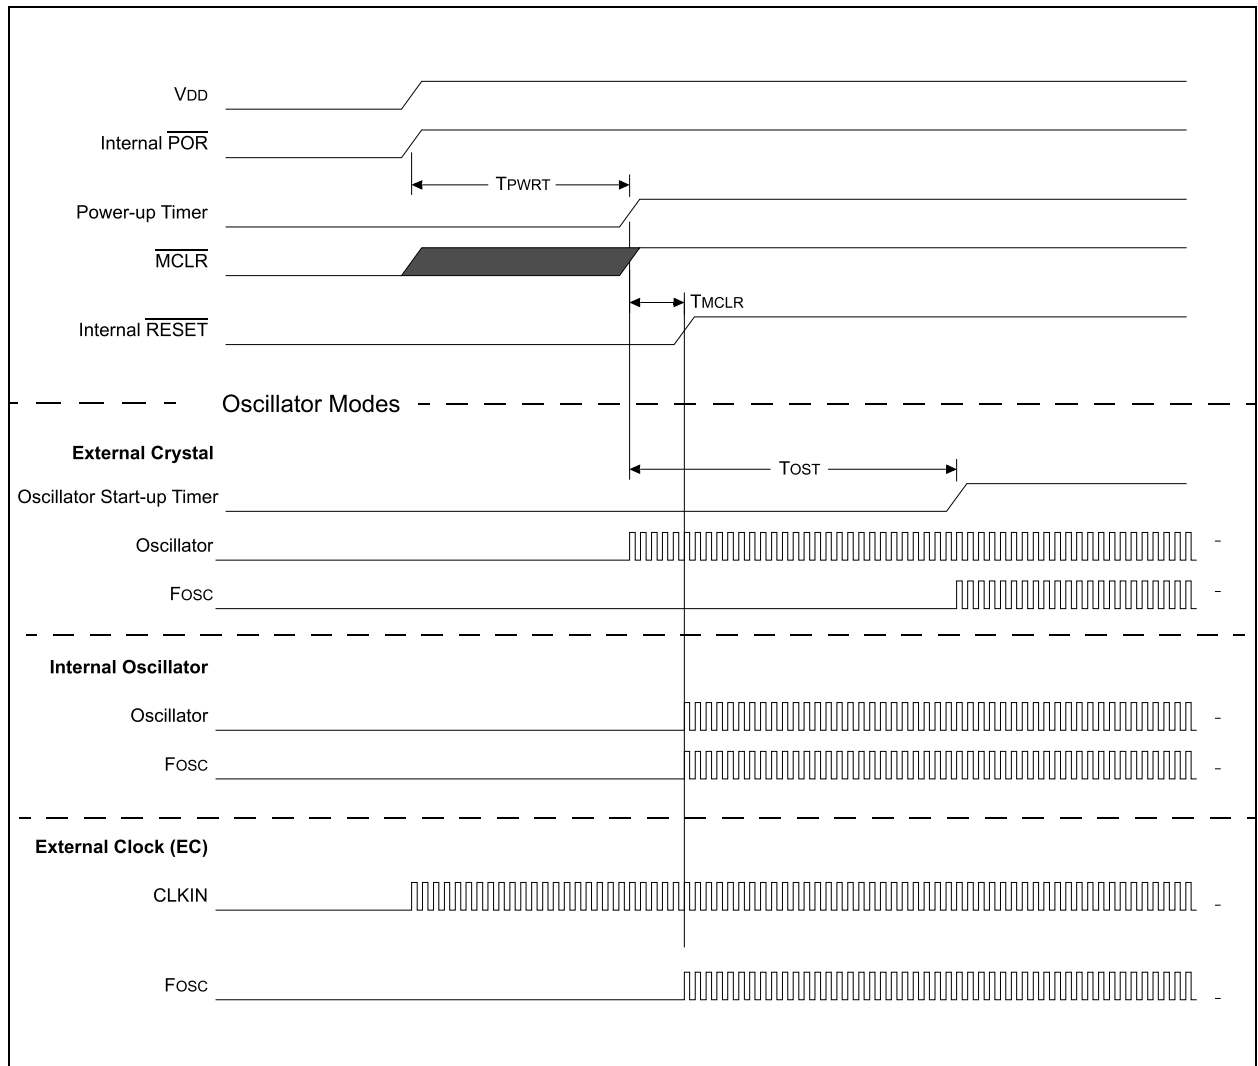 VDD
Internal POR
TPWRT
Power-up Timer
MCLR
TMCLR
Internal RESET
Oscillator Modes
External Crystal
TOST
Oscillator Start-up Timer
Oscillator
FOSC
Internal Oscillator
Oscillator
FOSC
External Clock (EC)
CLKIN
FOSC